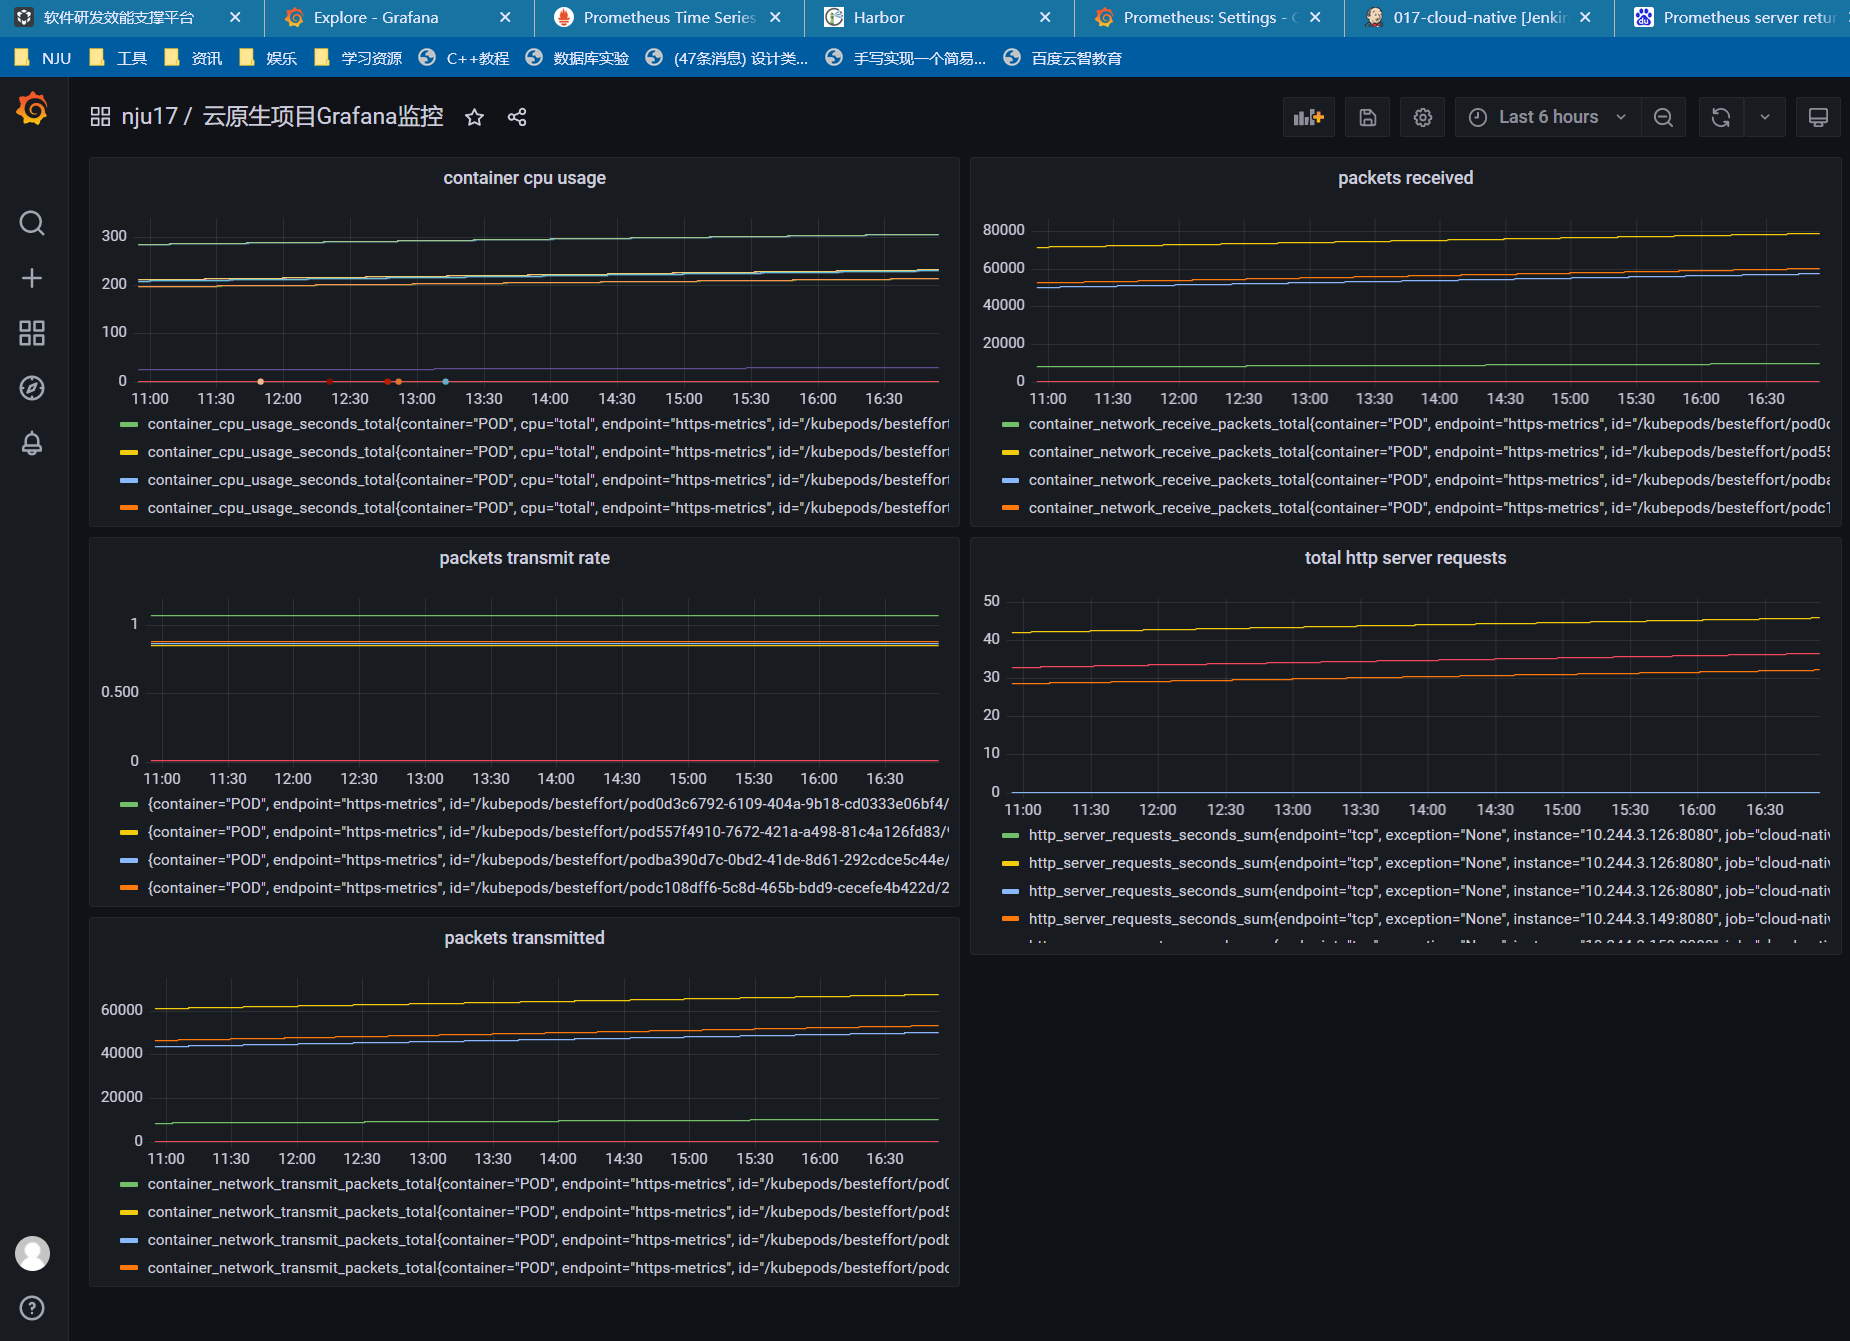 软件研发效能支撑平台
Explore - Grafana
Prometheus Time Series
Harbor
Prometheus: Settings -
017-cloud-native [Jenkin
Prometheus server retu
NJU
工具
资讯
娱乐
学习资源
C++教程
数据库实验
(47条消息) 设计类...
手写实现一个简易...
百度云智教育
nju17 / 云原生项目Grafana监控
Last 6 hours
container cpu usage
300
200
100
0
11:00 11:30 12:00 12:30 13:00 13:30 14:00 14:30 15:00 15:30 16:00 16:30
container_cpu_usage_seconds_total{container="POD", cpu="total", endpoint="https-metrics", id="/kubepods/besteffort
container_cpu_usage_seconds_total{container="POD", cpu="total", endpoint="https-metrics", id="/kubepods/besteffort
container_cpu_usage_seconds_total{container="POD", cpu="total", endpoint="https-metrics", id="/kubepods/besteffort
container_cpu_usage_seconds_total{container="POD", cpu="total", endpoint="https-metrics", id="/kubepods/besteffort
packets received
80000
60000
40000
20000
0
11:00 11:30 12:00 12:30 13:00 13:30 14:00 14:30 15:00 15:30 16:00 16:30
container_network_receive_packets_total{container="POD", endpoint="https-metrics", id="/kubepods/besteffort/pod0c
container_network_receive_packets_total{container="POD", endpoint="https-metrics", id="/kubepods/besteffort/pod55
container_network_receive_packets_total{container="POD", endpoint="https-metrics", id="/kubepods/besteffort/podba
container_network_receive_packets_total{container="POD", endpoint="https-metrics", id="/kubepods/besteffort/podc1
packets transmit rate
1
0.500
0
11:00 11:30 12:00 12:30 13:00 13:30 14:00 14:30 15:00 15:30 16:00 16:30
{container="POD", endpoint="https-metrics", id="/kubepods/besteffort/pod0d3c6792-6109-404a-9b18-cd0333e06bf4/
{container="POD", endpoint="https-metrics", id="/kubepods/besteffort/pod557f4910-7672-421a-a498-81c4a126fd83/9
{container="POD", endpoint="https-metrics", id="/kubepods/besteffort/podba390d7c-0bd2-41de-8d61-292cdce5c44e/
{container="POD", endpoint="https-metrics", id="/kubepods/besteffort/podc108dff6-5c8d-465b-bdd9-cecefe4b422d/2
total http server requests
50
40
30
20
10
0
11:00 11:30 12:00 12:30 13:00 13:30 14:00 14:30 15:00 15:30 16:00 16:30
http_server_requests_seconds_sum{endpoint="tcp", exception="None", instance="10.244.3.126:8080", job="cloud-nativ
http_server_requests_seconds_sum{endpoint="tcp", exception="None", instance="10.244.3.126:8080", job="cloud-nativ
http_server_requests_seconds_sum{endpoint="tcp", exception="None", instance="10.244.3.126:8080", job="cloud-nativ
http_server_requests_seconds_sum{endpoint="tcp", exception="None", instance="10.244.3.149:8080", job="cloud-nativ
packets transmitted
60000
40000
20000
0
11:00 11:30 12:00 12:30 13:00 13:30 14:00 14:30 15:00 15:30 16:00 16:30
container_network_transmit_packets_total{container="POD", endpoint="https-metrics", id="/kubepods/besteffort/pod0
container_network_transmit_packets_total{container="POD", endpoint="https-metrics", id="/kubepods/besteffort/pod5
container_network_transmit_packets_total{container="POD", endpoint="https-metrics", id="/kubepods/besteffort/podb
container_network_transmit_packets_total{container="POD", endpoint="https-metrics", id="/kubepods/besteffort/podc